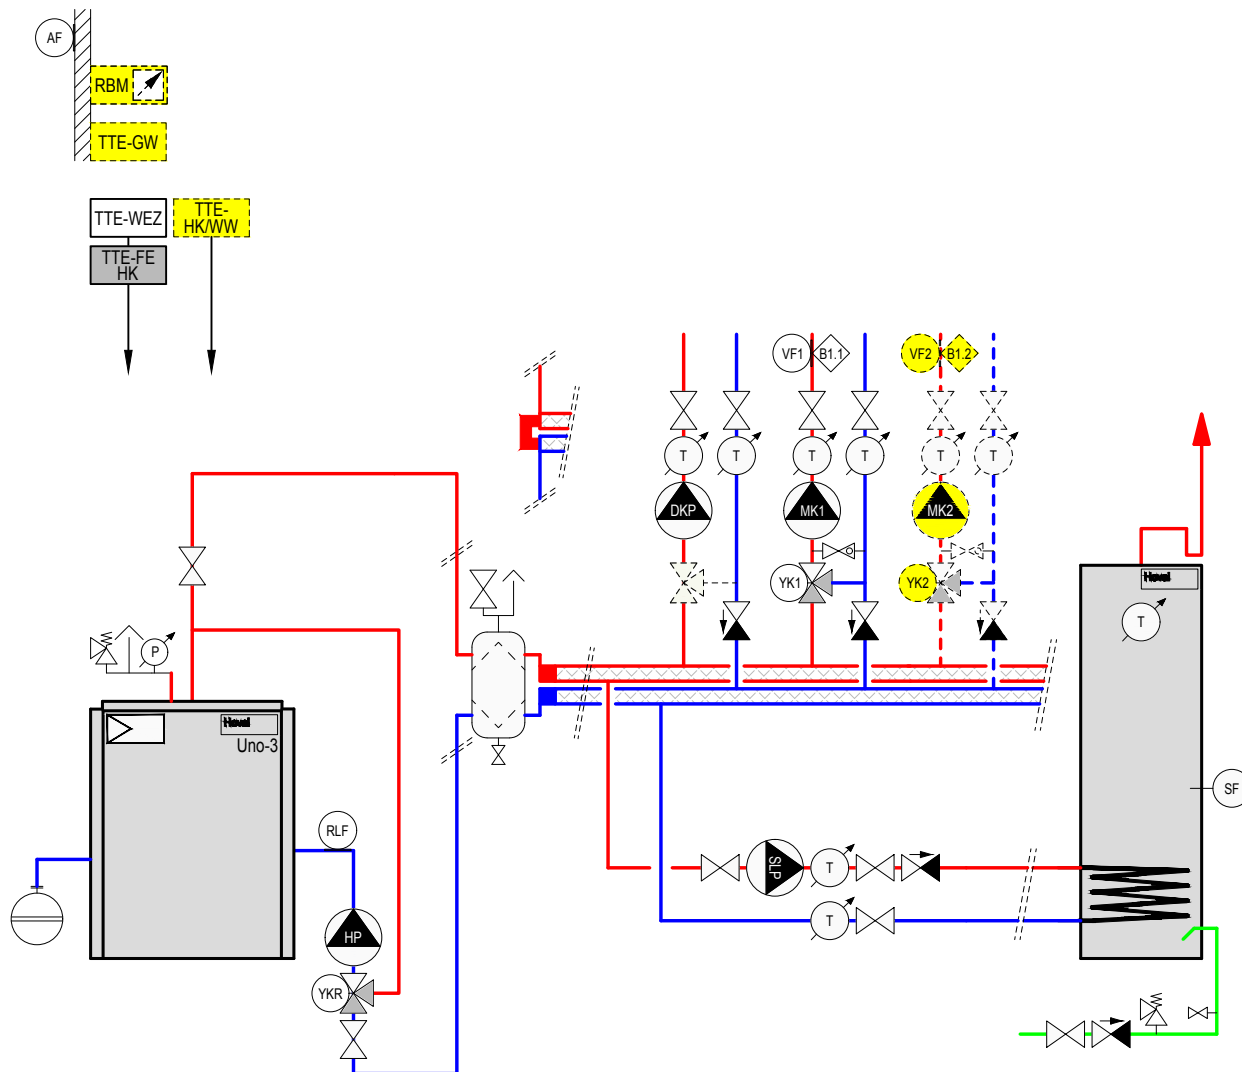 AF
RBM
TTE-GW
TTE-WEZ
TTE-
HK/WW
TTE-FE
HK
VF1
B1.1
VF2
B1.2
T
T
T
T
T
T
DKP
MK1
MK2
YK1
YK2
Hoval
T
P
Hoval
Uno-3
SF
RLF
SLP
T
T
HP
YKR